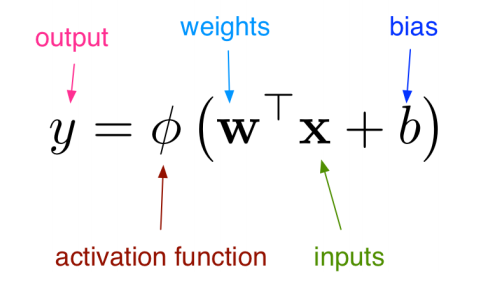 output weights bias
y = ϕ (w⊤x + b)
activation function inputs